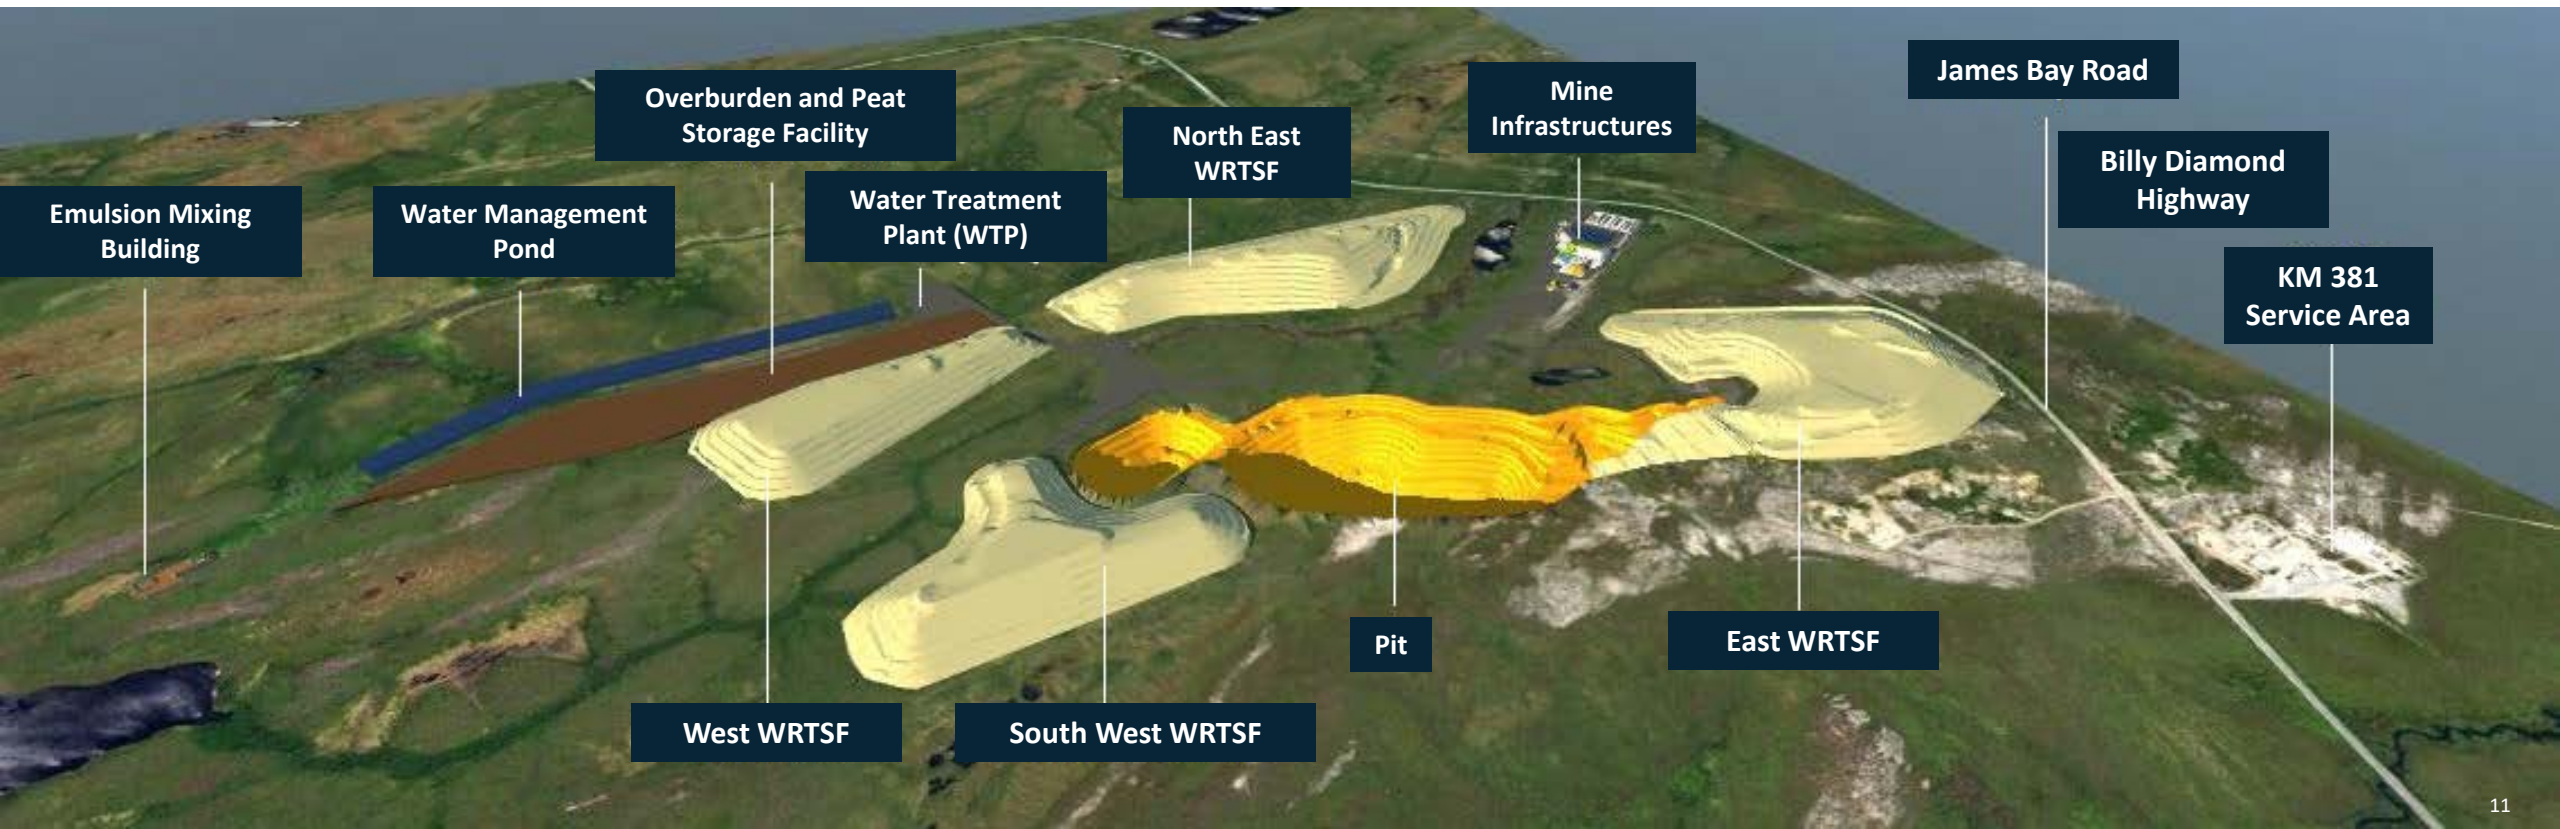 James Bay Road
Overburden and Peat
Storage Facility
Mine
Infrastructures
North East
WRTSF
Billy Diamond
Highway
Emulsion Mixing
Building
Water Management
Pond
Water Treatment
Plant (WTP)
KM 381
Service Area
Pit
East WRTSF
West WRTSF
South West WRTSF
11